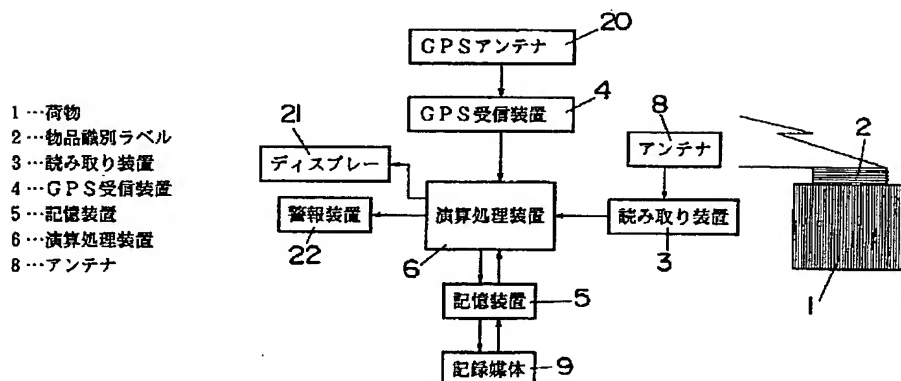 20
GPSアンテナ
4
GPS受信装置
1…荷物
2…物品識別ラベル
3…読み取り装置
4…GPS受信装置
5…記憶装置
6…演算処理装置
8…アンテナ
21
ディスプレー
8
アンテナ
2
警報装置
22
演算処理装置
6
読み取り装置
3
1
記憶装置
5
記録媒体
9